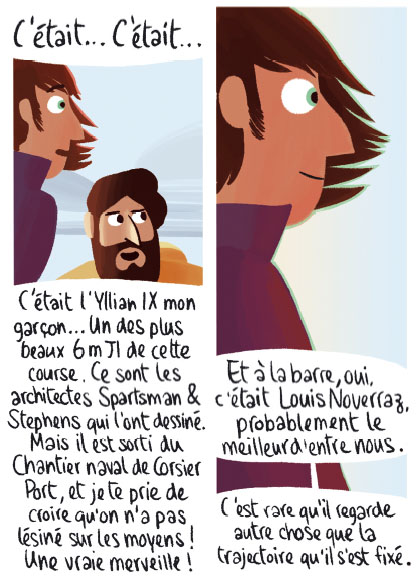 C'était... C'était...
C'était l'Yllian IX mon
garçon... Un des plus
beaux 6 m JI de cette
course. Ce sont les
architectes Spartsman &
Stephens qui l'ont dessiné.
Mais il est sorti du
Chantier naval de Corsier
Port, et je te prie de
croire qu'on n'a pas
lésiné sur les moyens !
Une vraie merveille !
Et à la barre, oui,
c'était Louis Noverraz,
probablement le
meilleur d'entre nous.
C'est rare qu'il regarde
autre chose que la
trajectoire qu'il s'est fixé.